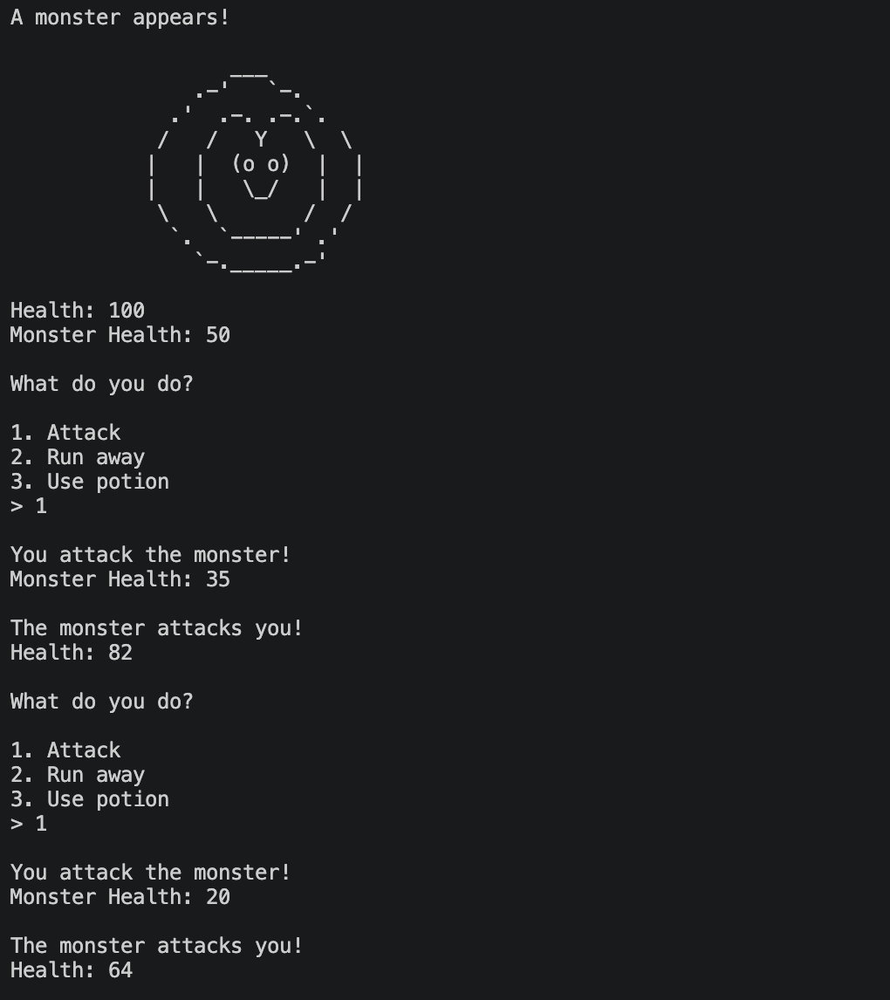 A monster appears!
                  ___
               .-'   `-.
             .'  .-. .-.`.
            /   /   Y   \  \
           |   |  (o o)  |  |
           |   |   \_/   |  |
            \   \       /  /
             `.  `-----' .'
               `-._____.-'
Health: 100
Monster Health: 50
What do you do?
1. Attack
2. Run away
3. Use potion
> 1
You attack the monster!
Monster Health: 35
The monster attacks you!
Health: 82
What do you do?
1. Attack
2. Run away
3. Use potion
> 1
You attack the monster!
Monster Health: 20
The monster attacks you!
Health: 64